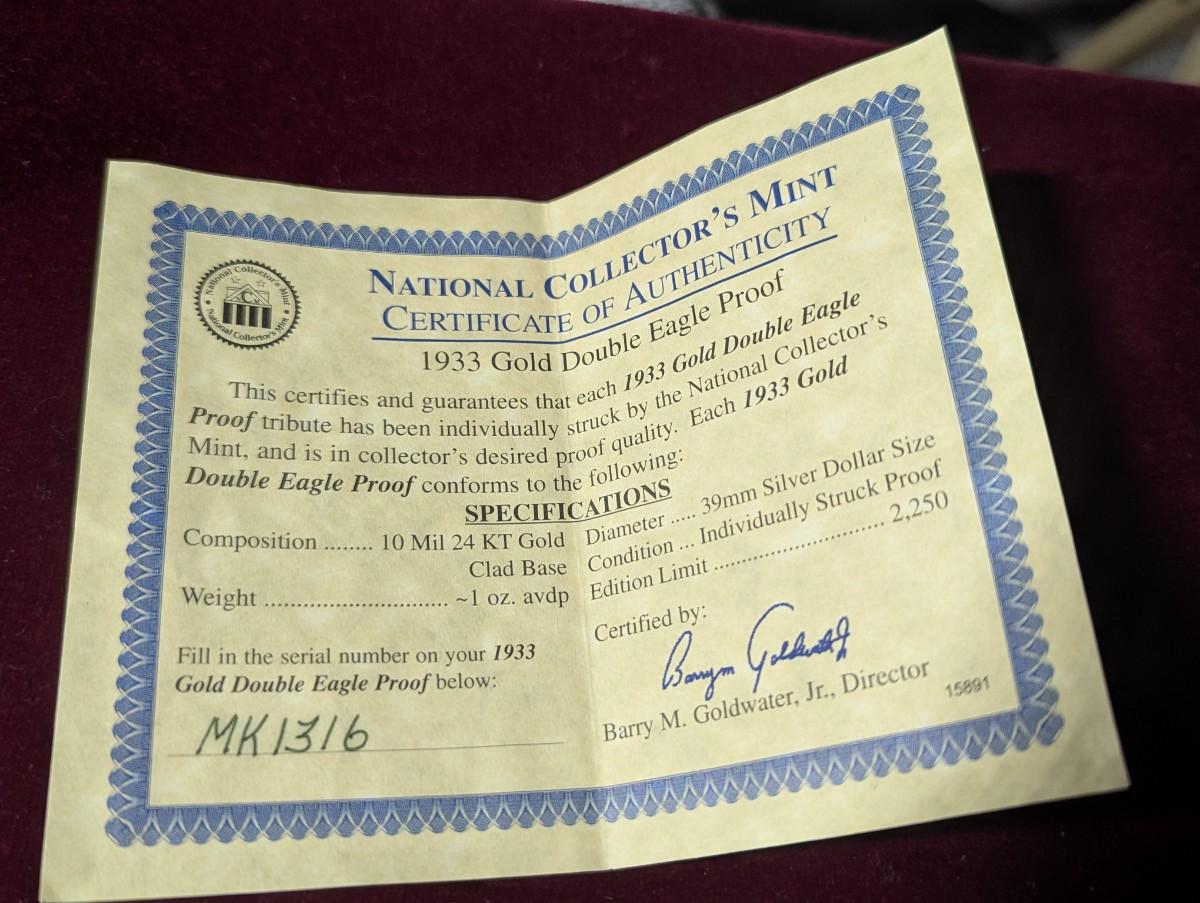 National Collector's Mint
C M
National Collector's Mint
NATIONAL COLLECTOR'S MINT
CERTIFICATE OF AUTHENTICITY
1933 Gold Double Eagle Proof
This certifies and guarantees that each 1933 Gold Double Eagle
Proof tribute has been individually struck by the National Collector's
Mint, and is in collector's desired proof quality. Each 1933 Gold
Double Eagle Proof conforms to the following:
SPECIFICATIONS
Composition ........ 10 Mil 24 KT Gold
Clad Base
Weight ............................. ~1 oz. avdp
Diameter ..... 39mm Silver Dollar Size
Condition ... Individually Struck Proof
Edition Limit ........................... 2,250
Fill in the serial number on your 1933
Gold Double Eagle Proof below:
MK1316
Certified by:
Barry M Goldwater Jr
Barry M. Goldwater, Jr., Director
15891